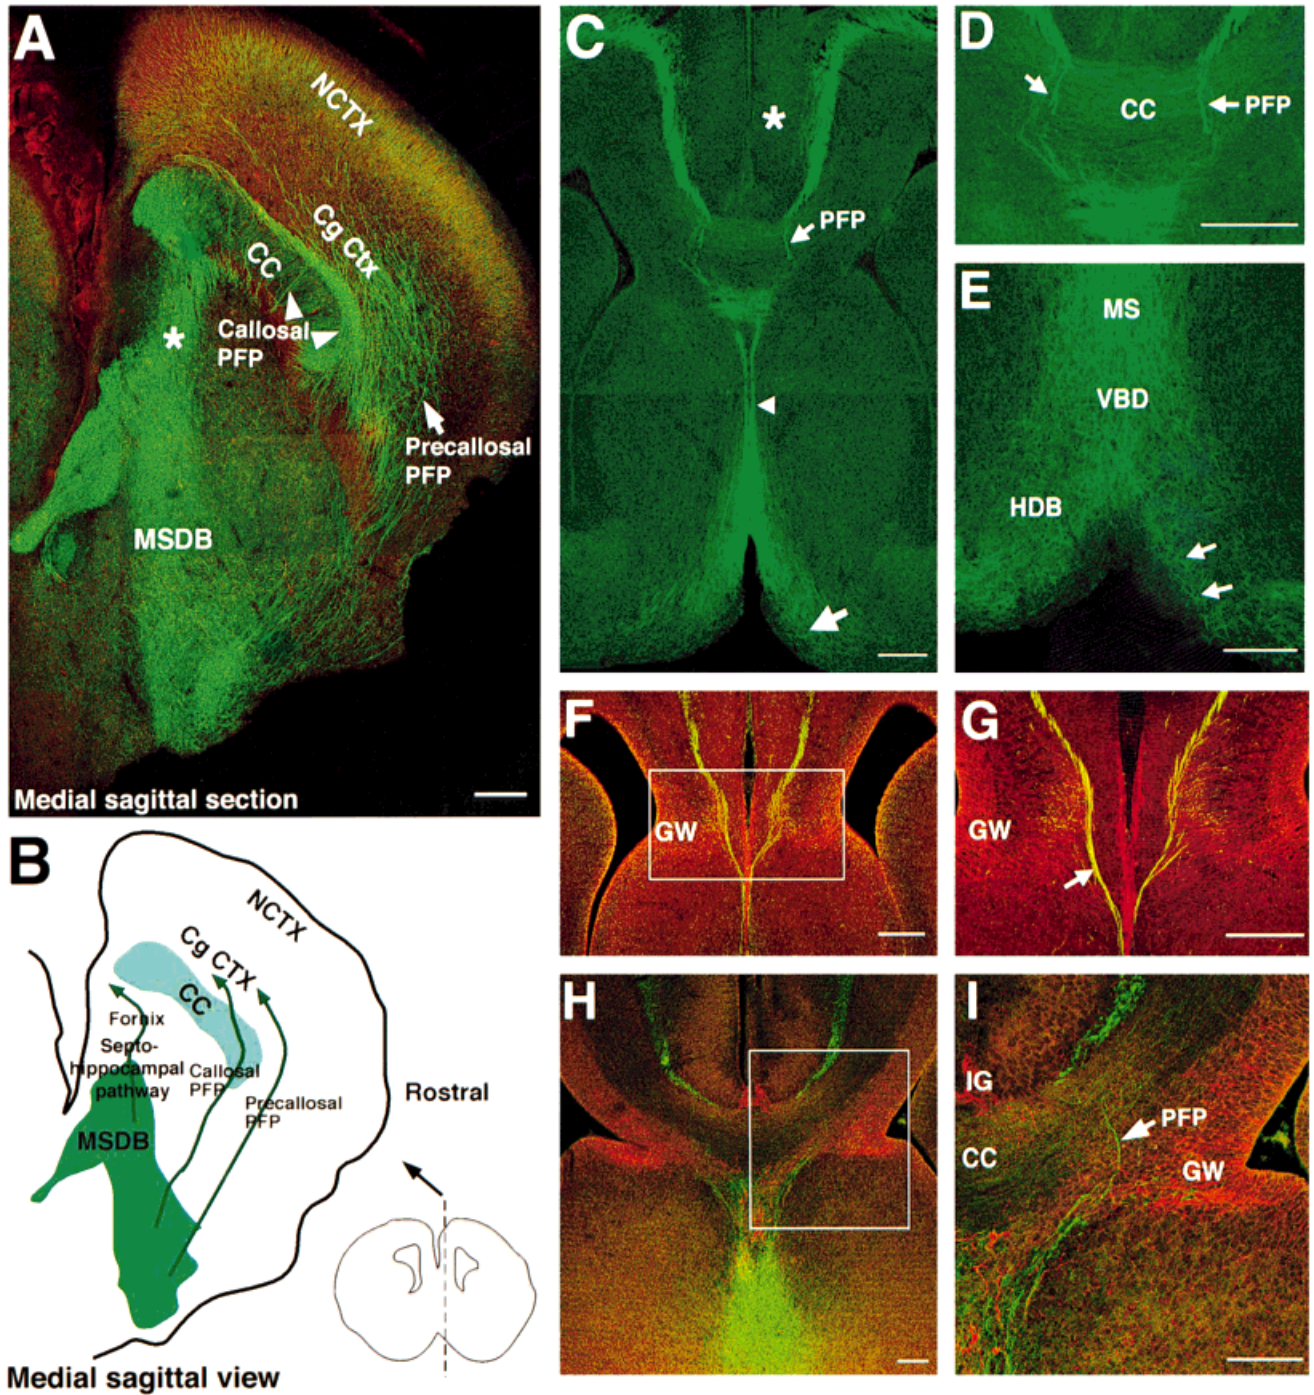 A
NCTX
Cg Ctx
CC
Callosal
PFP
*
Precallosal
PFP
MSDB
Medial sagittal section
B
NCTX
Cg CTX
CC
Fornix
Septo-
hippocampal
pathway
Callosal
PFP
Precallosal
PFP
MSDB
Rostral
Medial sagittal view
C
*
PFP
D
CC
PFP
E
MS
VBD
HDB
F
GW
G
GW
H
I
IG
PFP
CC
GW